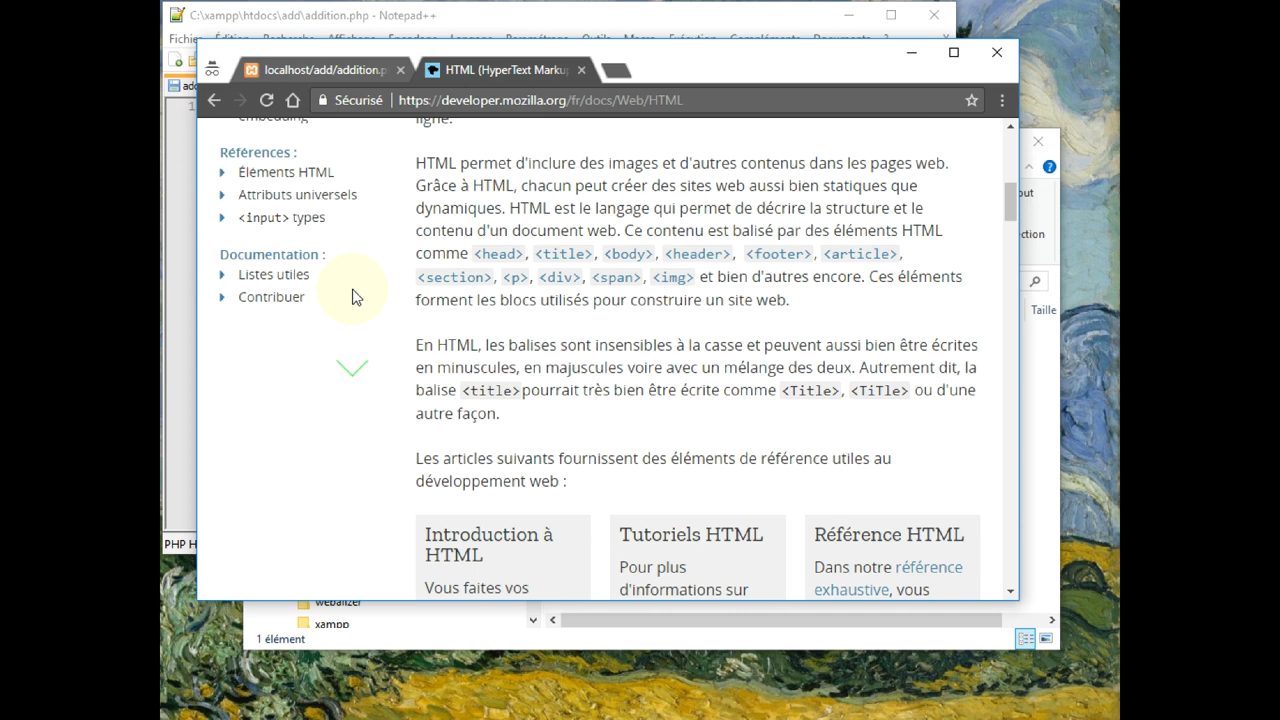 C:\xampp\htdocs\add\addition.php - Notepad++
localhost/add/addition.p
HTML (HyperText Marku
Sécurisé
https://developer.mozilla.org/fr/docs/Web/HTML
embedding
Références :
Éléments HTML
Attributs universels
<input> types
Documentation :
Listes utiles
Contribuer
ligne.
HTML permet d'inclure des images et d'autres contenus dans les pages web.
Grâce à HTML, chacun peut créer des sites web aussi bien statiques que
dynamiques. HTML est le langage qui permet de décrire la structure et le
contenu d'un document web. Ce contenu est balisé par des éléments HTML
comme <head>, <title>, <body>, <header>, <footer>, <article>,
<section>, <p>, <div>, <span>, <img> et bien d'autres encore. Ces éléments
forment les blocs utilisés pour construire un site web.
En HTML, les balises sont insensibles à la casse et peuvent aussi bien être écrites
en minuscules, en majuscules voire avec un mélange des deux. Autrement dit, la
balise <title>pourrait très bien être écrite comme <Title>, <TiTle> ou d'une
autre façon.
Les articles suivants fournissent des éléments de référence utiles au
développement web :
Introduction à
HTML
Vous faites vos
Tutoriels HTML
Pour plus
d'informations sur
Référence HTML
Dans notre référence
exhaustive, vous
Taille
PHP H
webalizer
xampp
1 élément